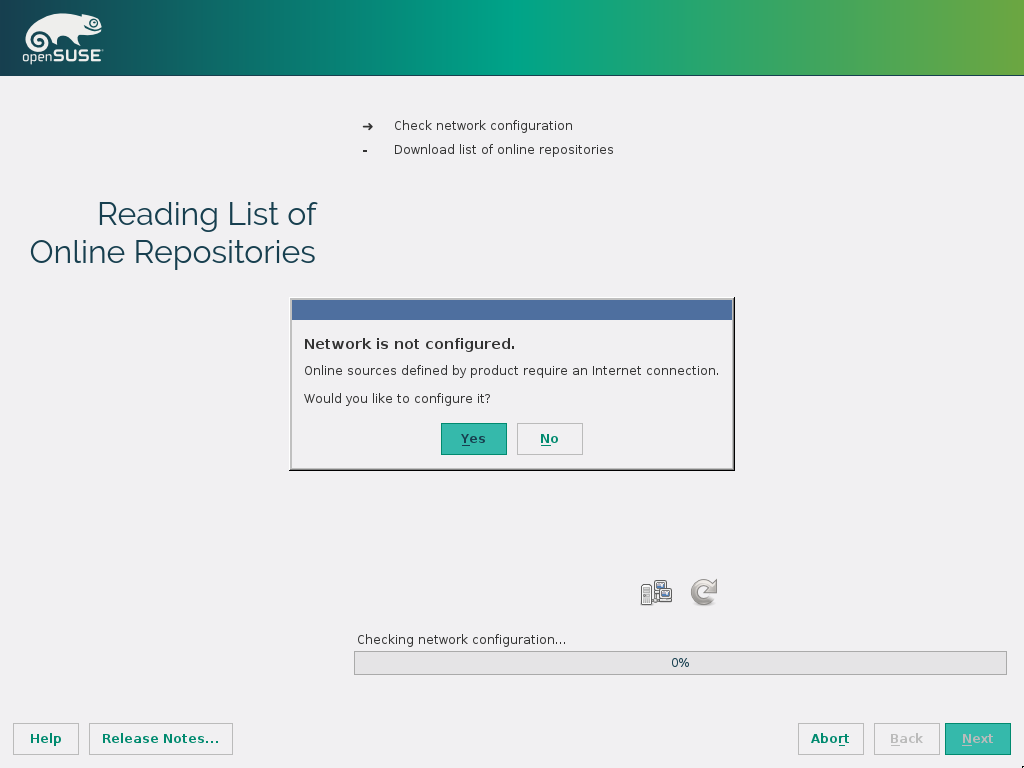 openSUSE
➔ Check network configuration
- Download list of online repositories
Reading List of
Online Repositories
Network is not configured.
Online sources defined by product require an Internet connection.
Would you like to configure it?
Yes No
Checking network configuration...
0%
Help Release Notes... Abort Back Next